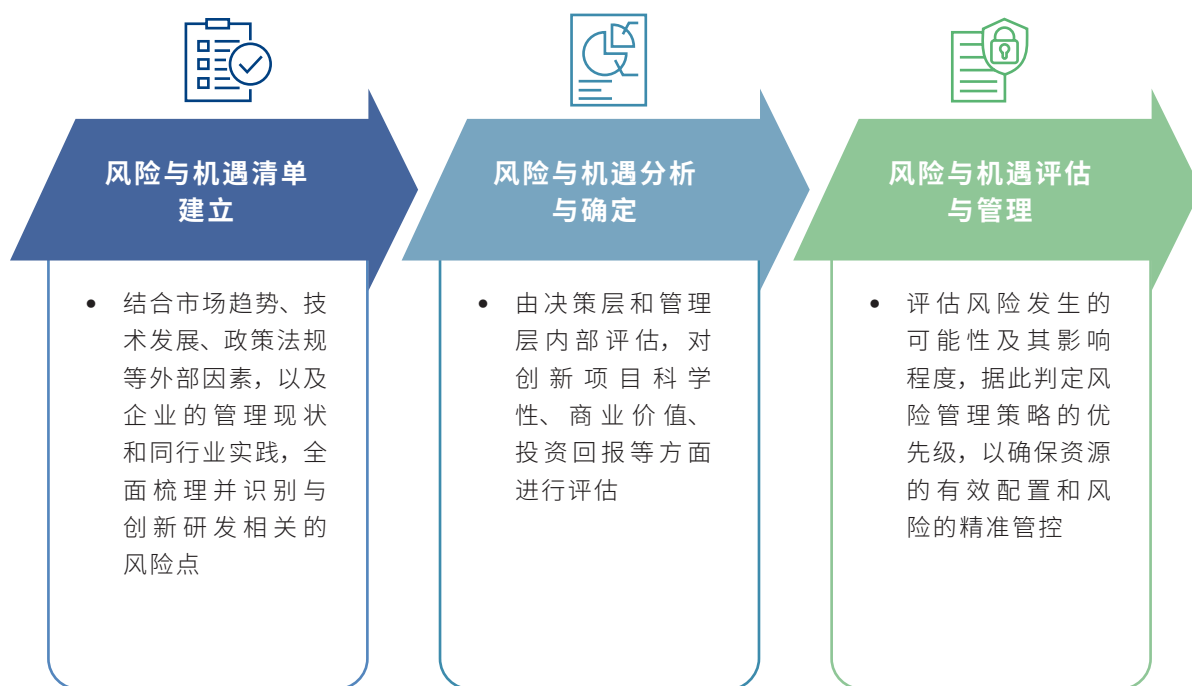 风险与机遇清单
建立
• 结合市场趋势、技
术发展、政策法规
等外部因素，以及
企业的管理现状
和同行业实践，全
面梳理并识别与
创新研发相关的
风险点
风险与机遇分析
与确定
• 由决策层和管理
层内部评估，对
创新项目科学
性、商业价值、
投资回报等方面
进行评估
风险与机遇评估
与管理
• 评估风险发生的
可能性及其影响
程度，据此判定风
险管理策略的优
先级，以确保资源
的有效配置和风
险的精准管控